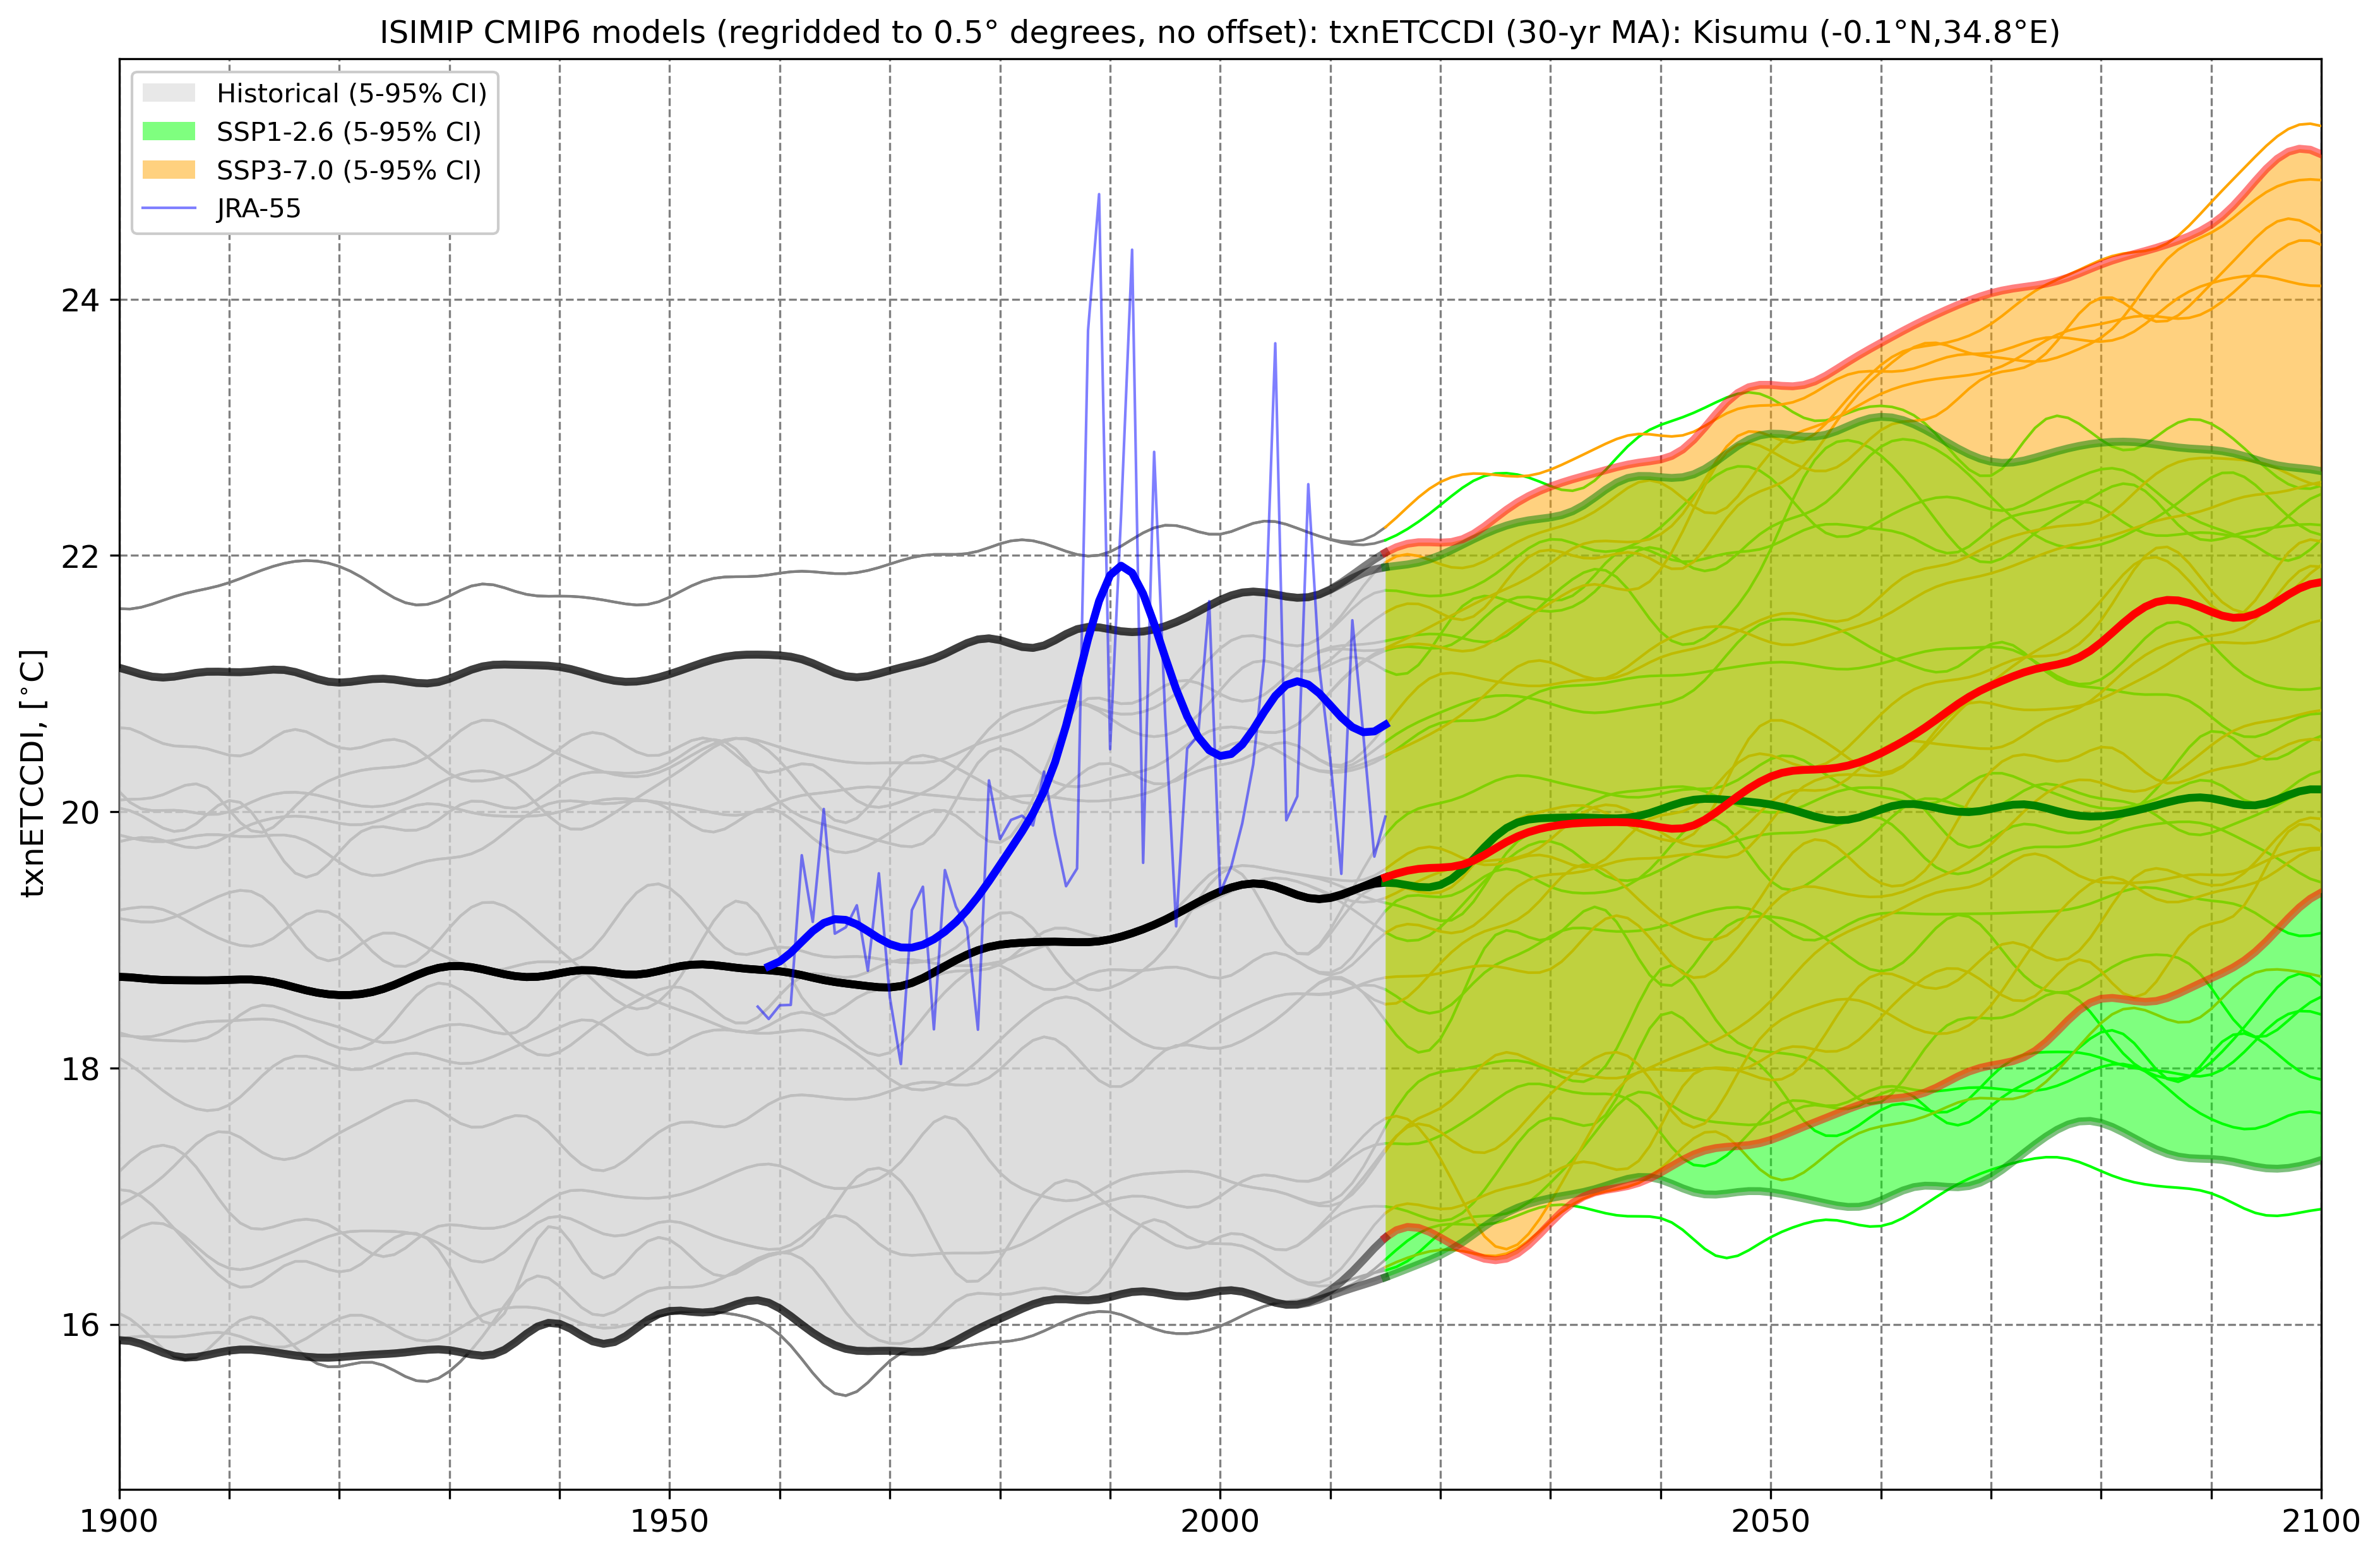 ISIMIP CMIP6 models (regridded to 0.5° degrees, no offset): txnETCCDI (30-yr MA): Kisumu (-0.1°N,34.8°E)
Historical (5-95% CI)
SSP1-2.6 (5-95% CI)
SSP3-7.0 (5-95% CI)
JRA-55
txnETCCDI, [°C]
24
22
20
18
16
1900
1950
2000
2050
2100